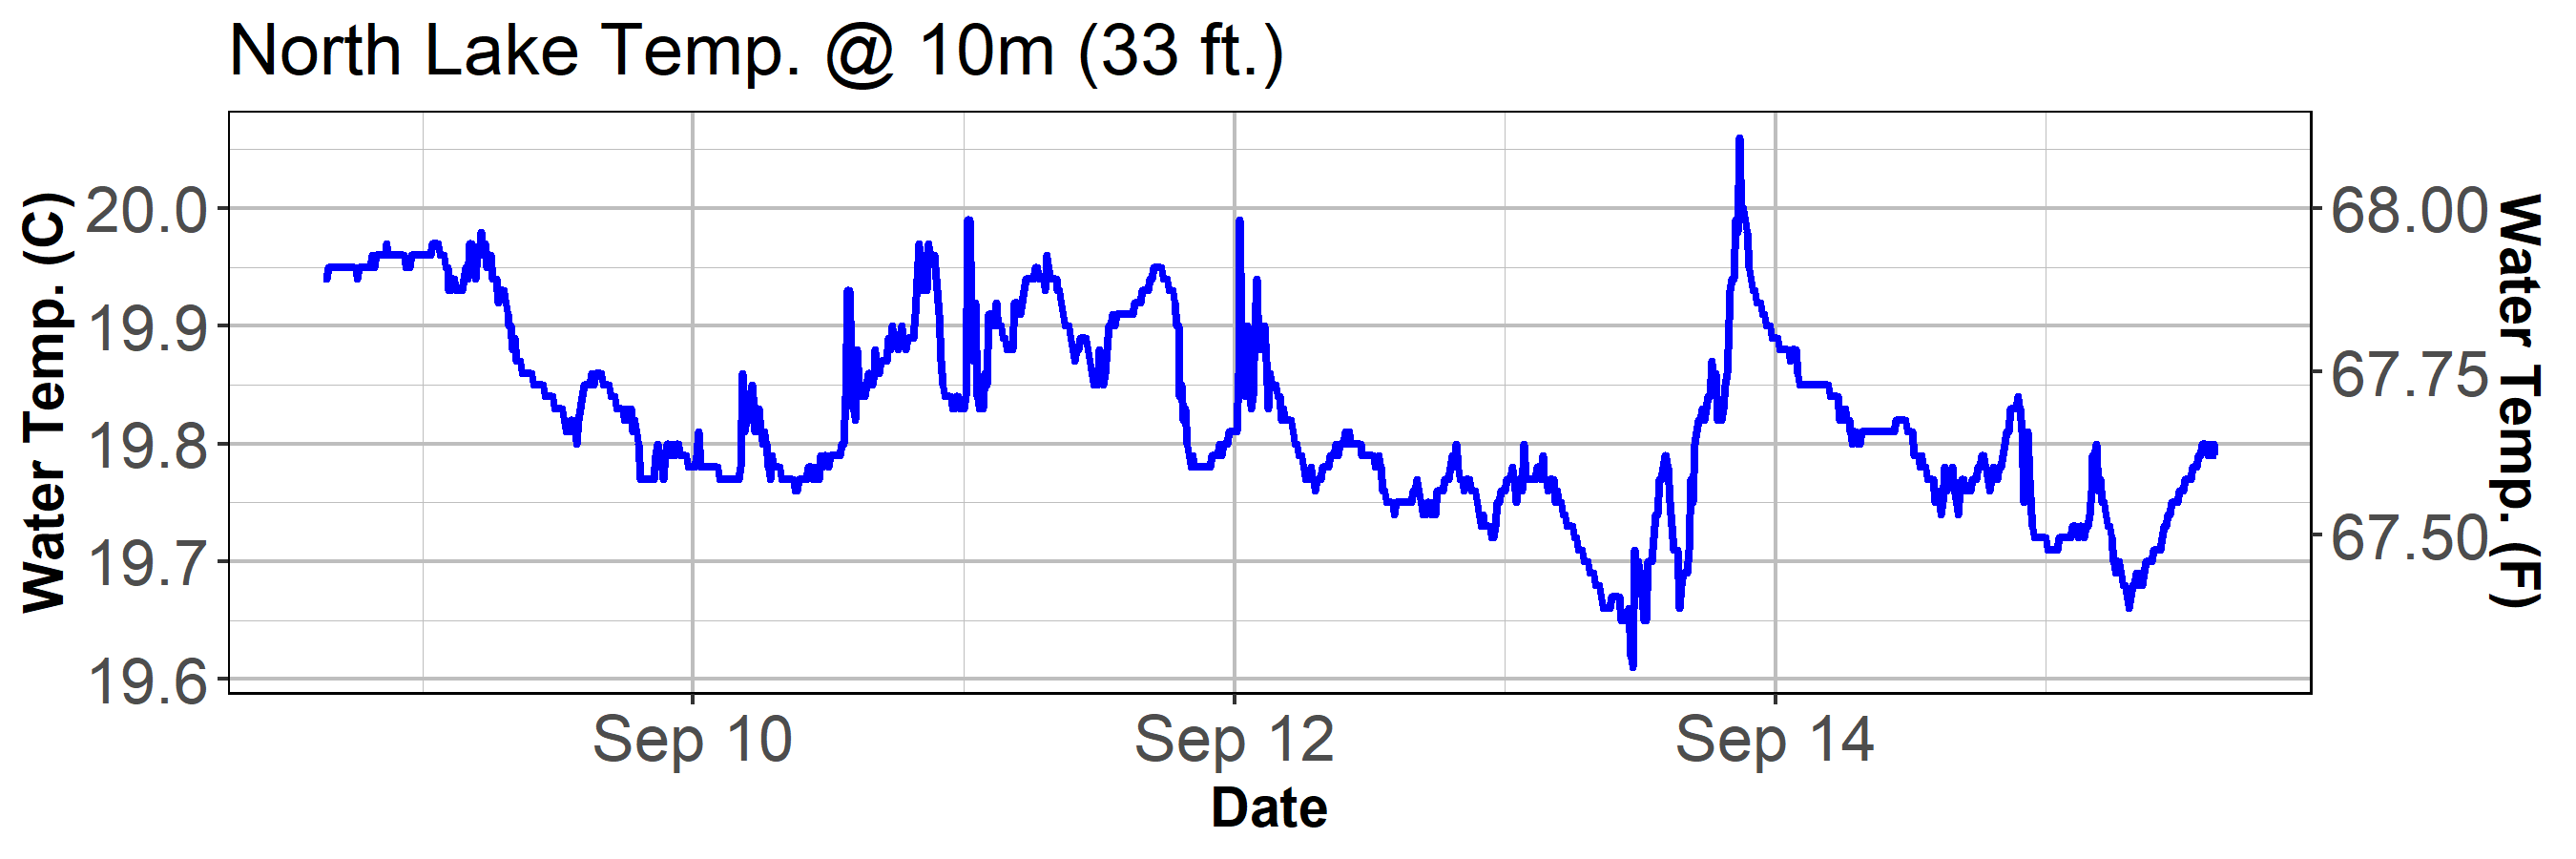 North Lake Temp. @ 10m (33 ft.)
Water Temp. (C)
20.0
19.9
19.8
19.7
19.6
68.00
67.75
67.50
Water Temp. (F)
Sep 10
Sep 12
Sep 14
Date